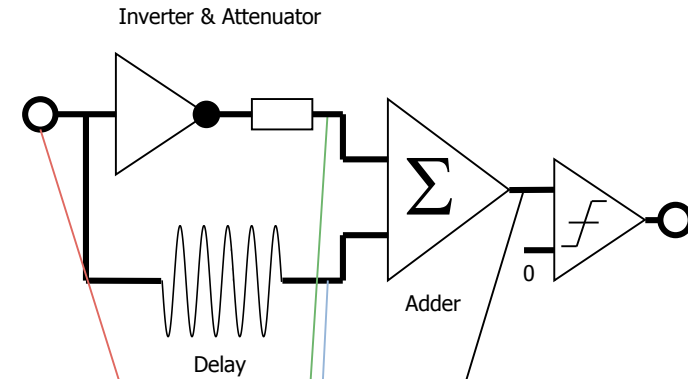 Inverter & Attenuator
Σ
0
Adder
Delay